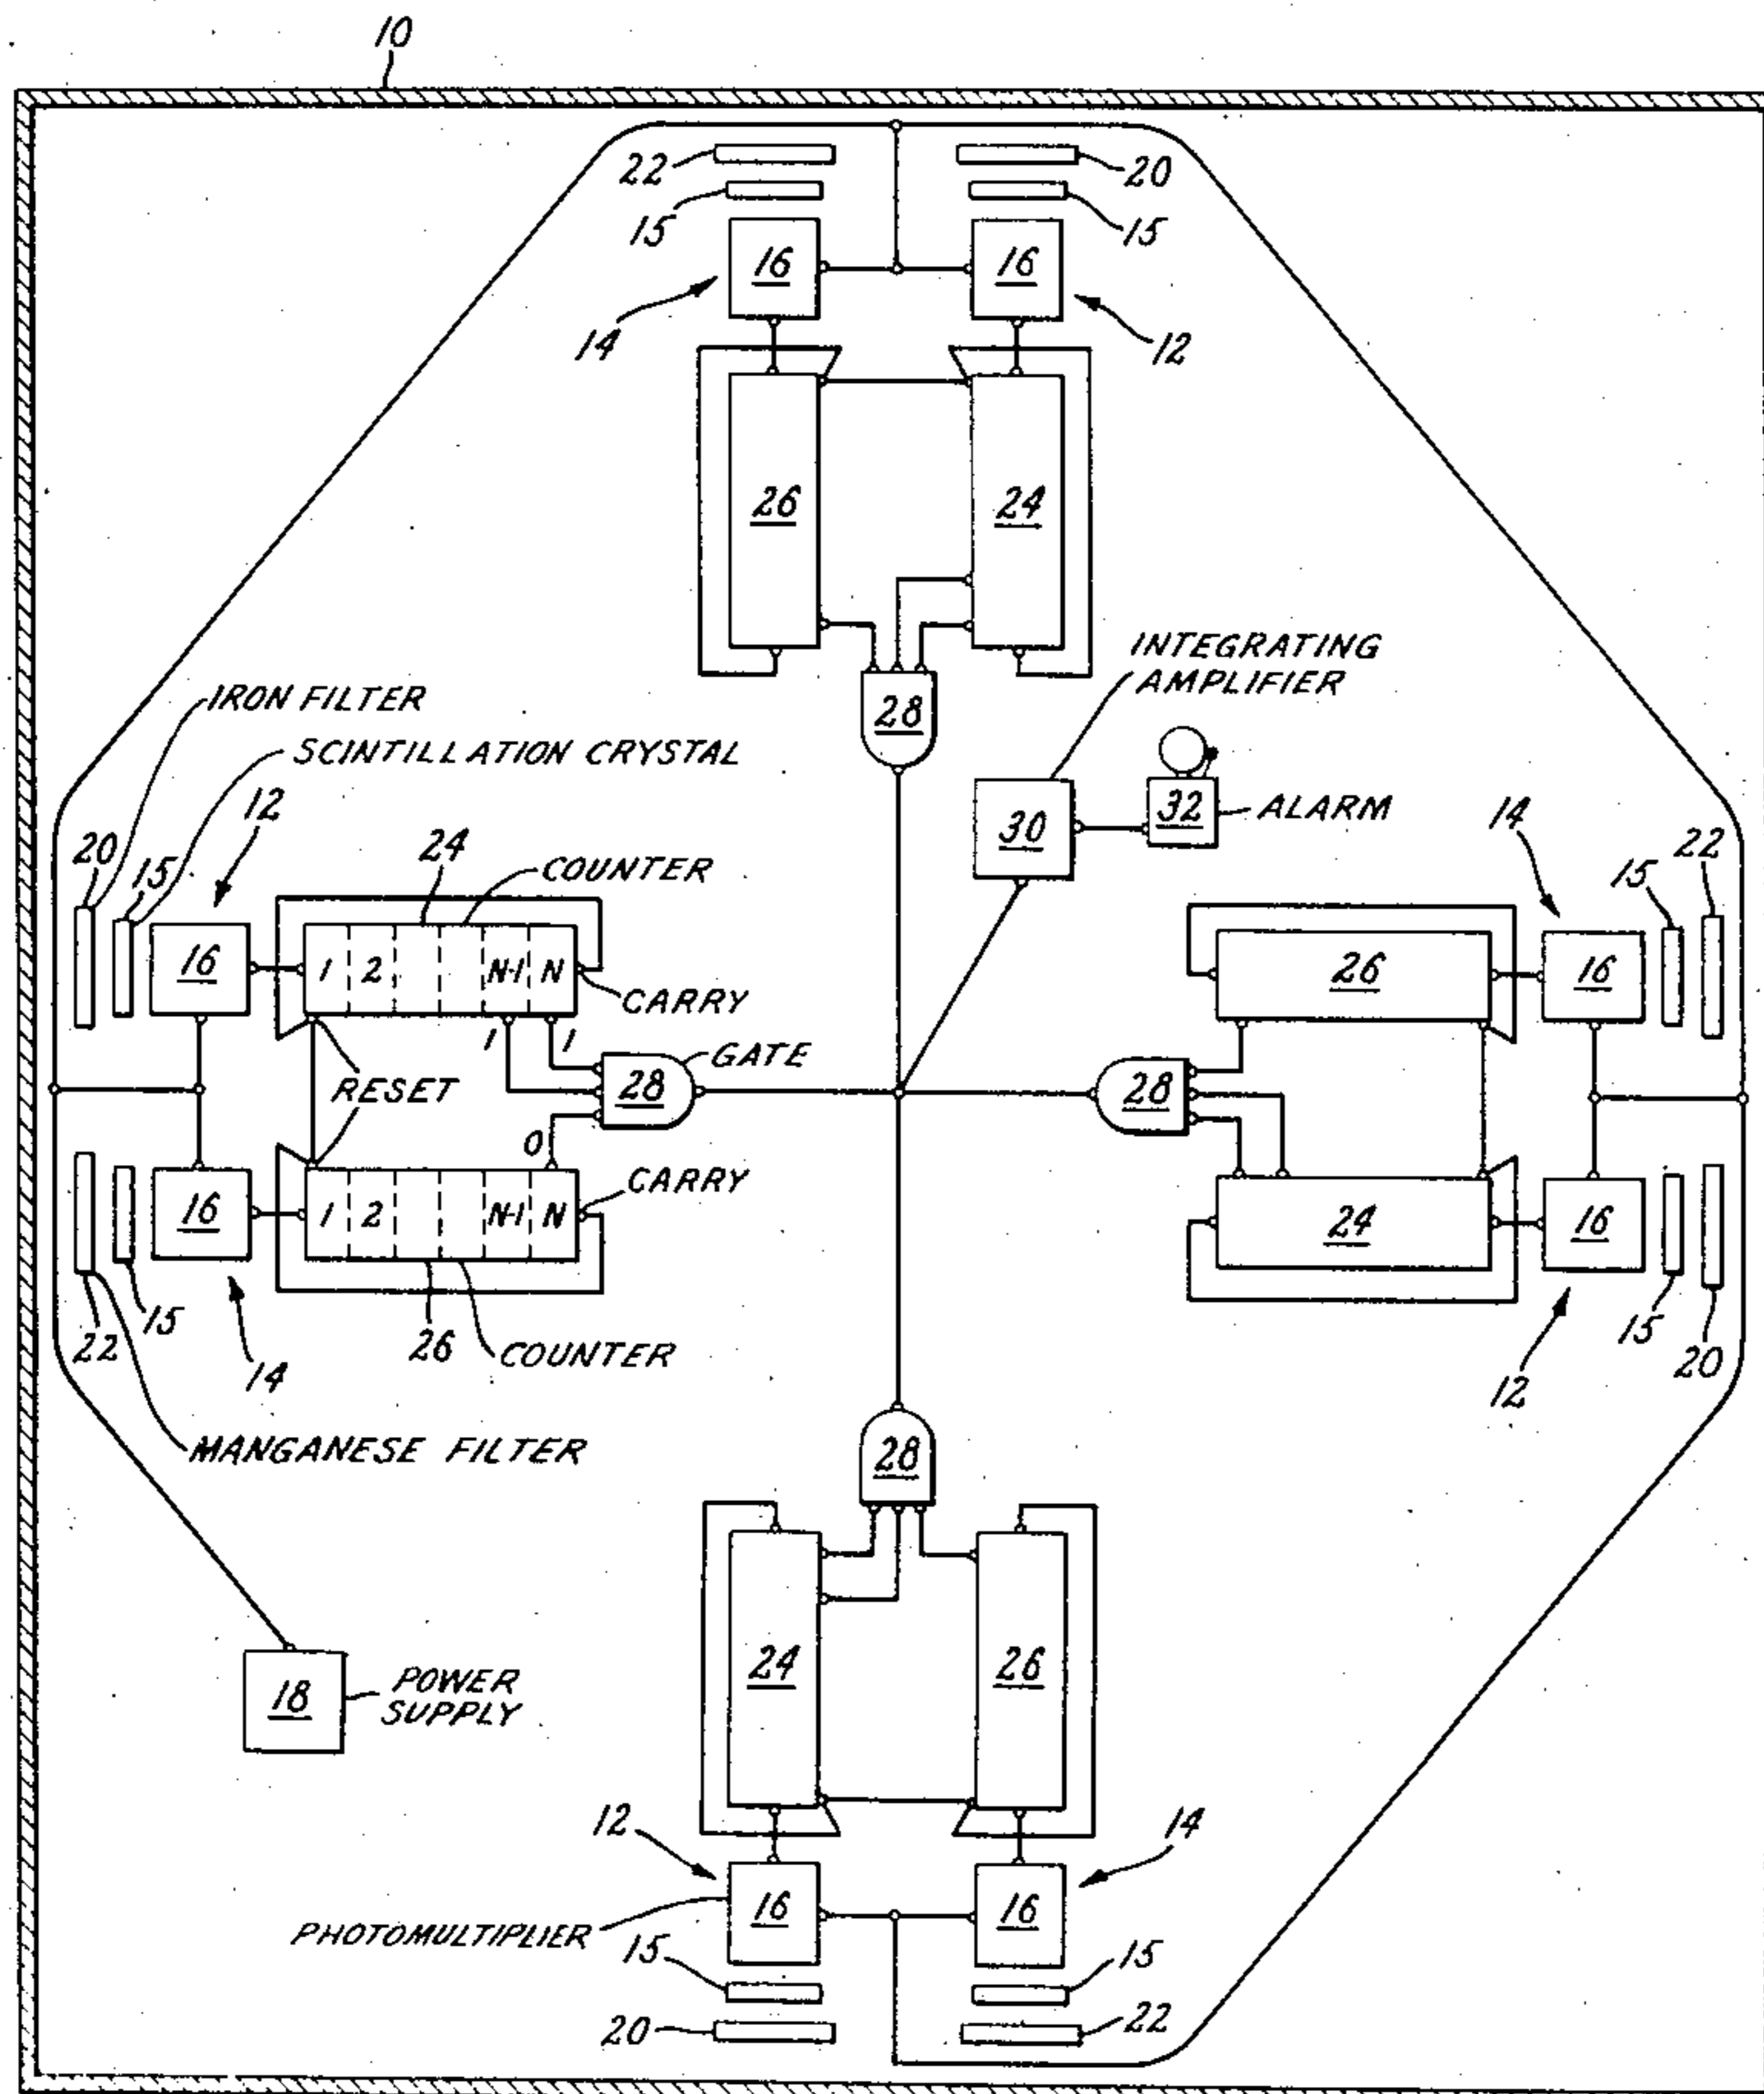 10
22
20
15
15
16
16
14
12
26
24
INTEGRATING
AMPLIFIER
28
IRON FILTER
SCINTILLATION CRYSTAL
30
32
ALARM
12
20
15
24
COUNTER
14
15
22
16
1 2 N-1 N
CARRY
26
16
1 1
GATE
RESET
28
28
0
CARRY
16
1 2 N-1 N
24
16
22
15
14
26
COUNTER
12
15
20
MANGANESE FILTER
28
24
26
18
POWER
SUPPLY
12
14
16
16
PHOTOMULTIPLIER
15
15
20
22